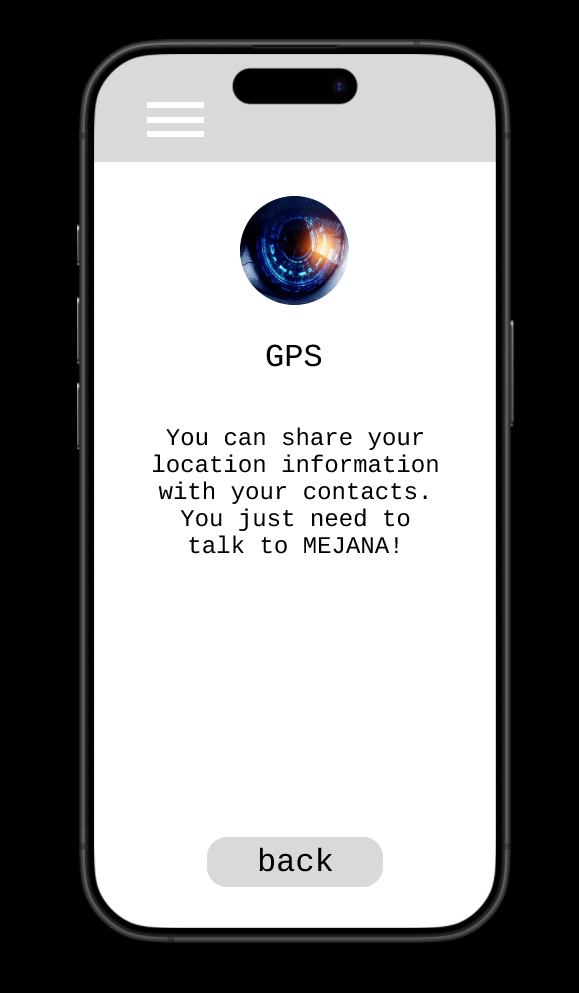 GPS
You can share your
location information
with your contacts.
You just need to
talk to MEJANA!
back